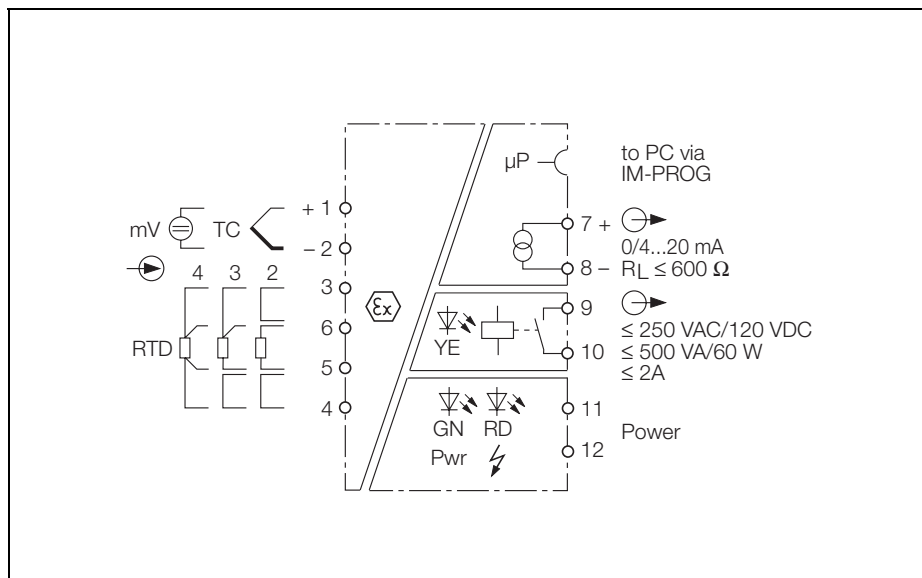 µP
to PC via
IM-PROG
mV
TC
+ 1
– 2
7 +
0/4...20 mA
8 –
RL ≤ 600 Ω
4 3 2
3
εx
6
RTD
5
4
YE
9
10
≤ 250 VAC/120 VDC
≤ 500 VA/60 W
≤ 2A
GN RD
Pwr
11
12
Power